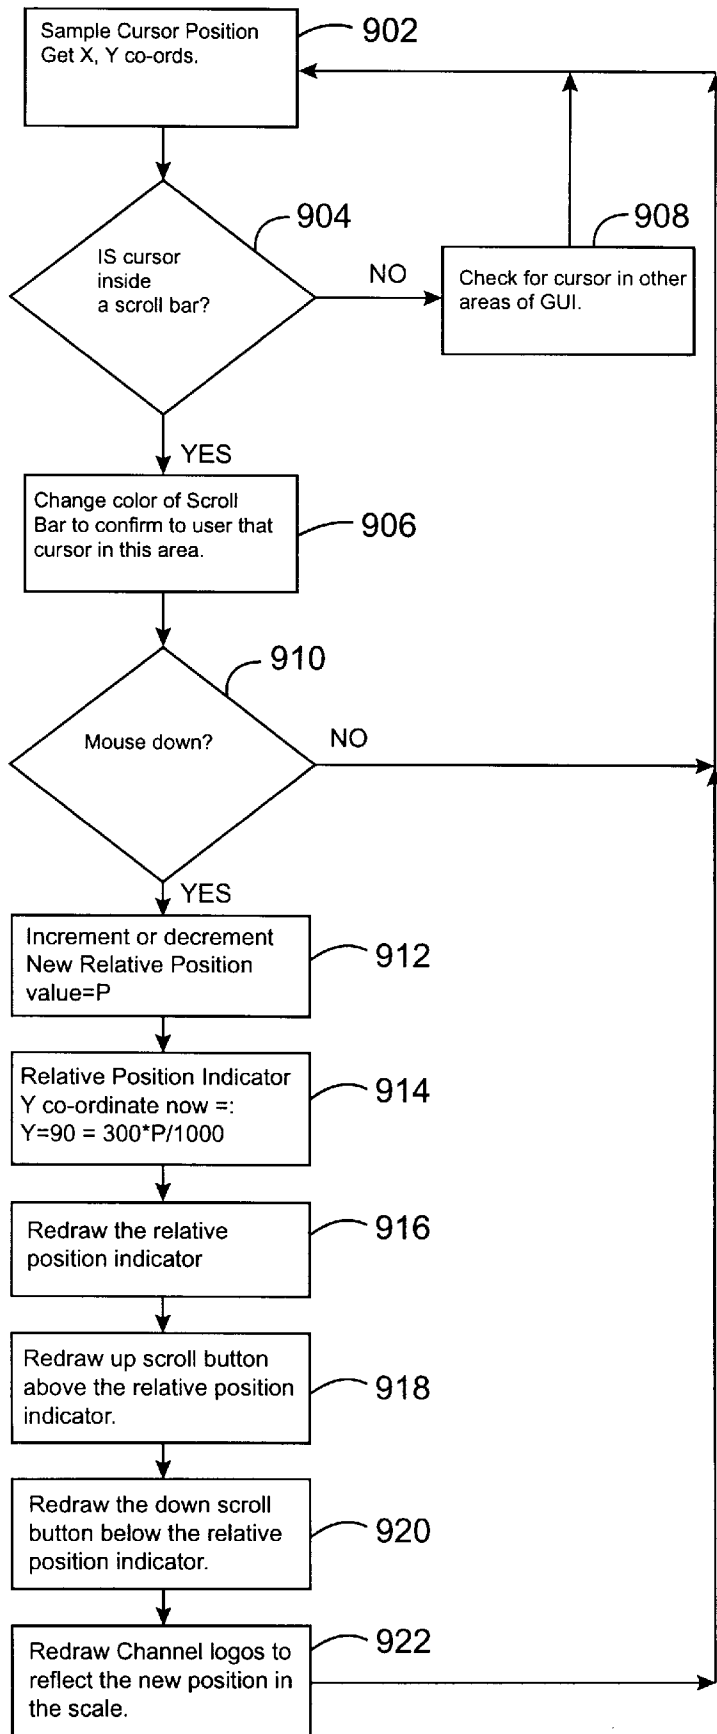 Sample Cursor Position
Get X, Y co-ords.
902
904
IS cursor
inside
a scroll bar?
NO
908
Check for cursor in other
areas of GUI.
YES
Change color of Scroll
Bar to confirm to user that
cursor in this area.
906
910
Mouse down?
NO
YES
Increment or decrement
New Relative Position
value=P
912
Relative Position Indicator
Y co-ordinate now =:
Y=90 = 300*P/1000
914
Redraw the relative
position indicator
916
Redraw up scroll button
above the relative position
indicator.
918
Redraw the down scroll
button below the relative
position indicator.
920
Redraw Channel logos to
reflect the new position in
the scale.
922